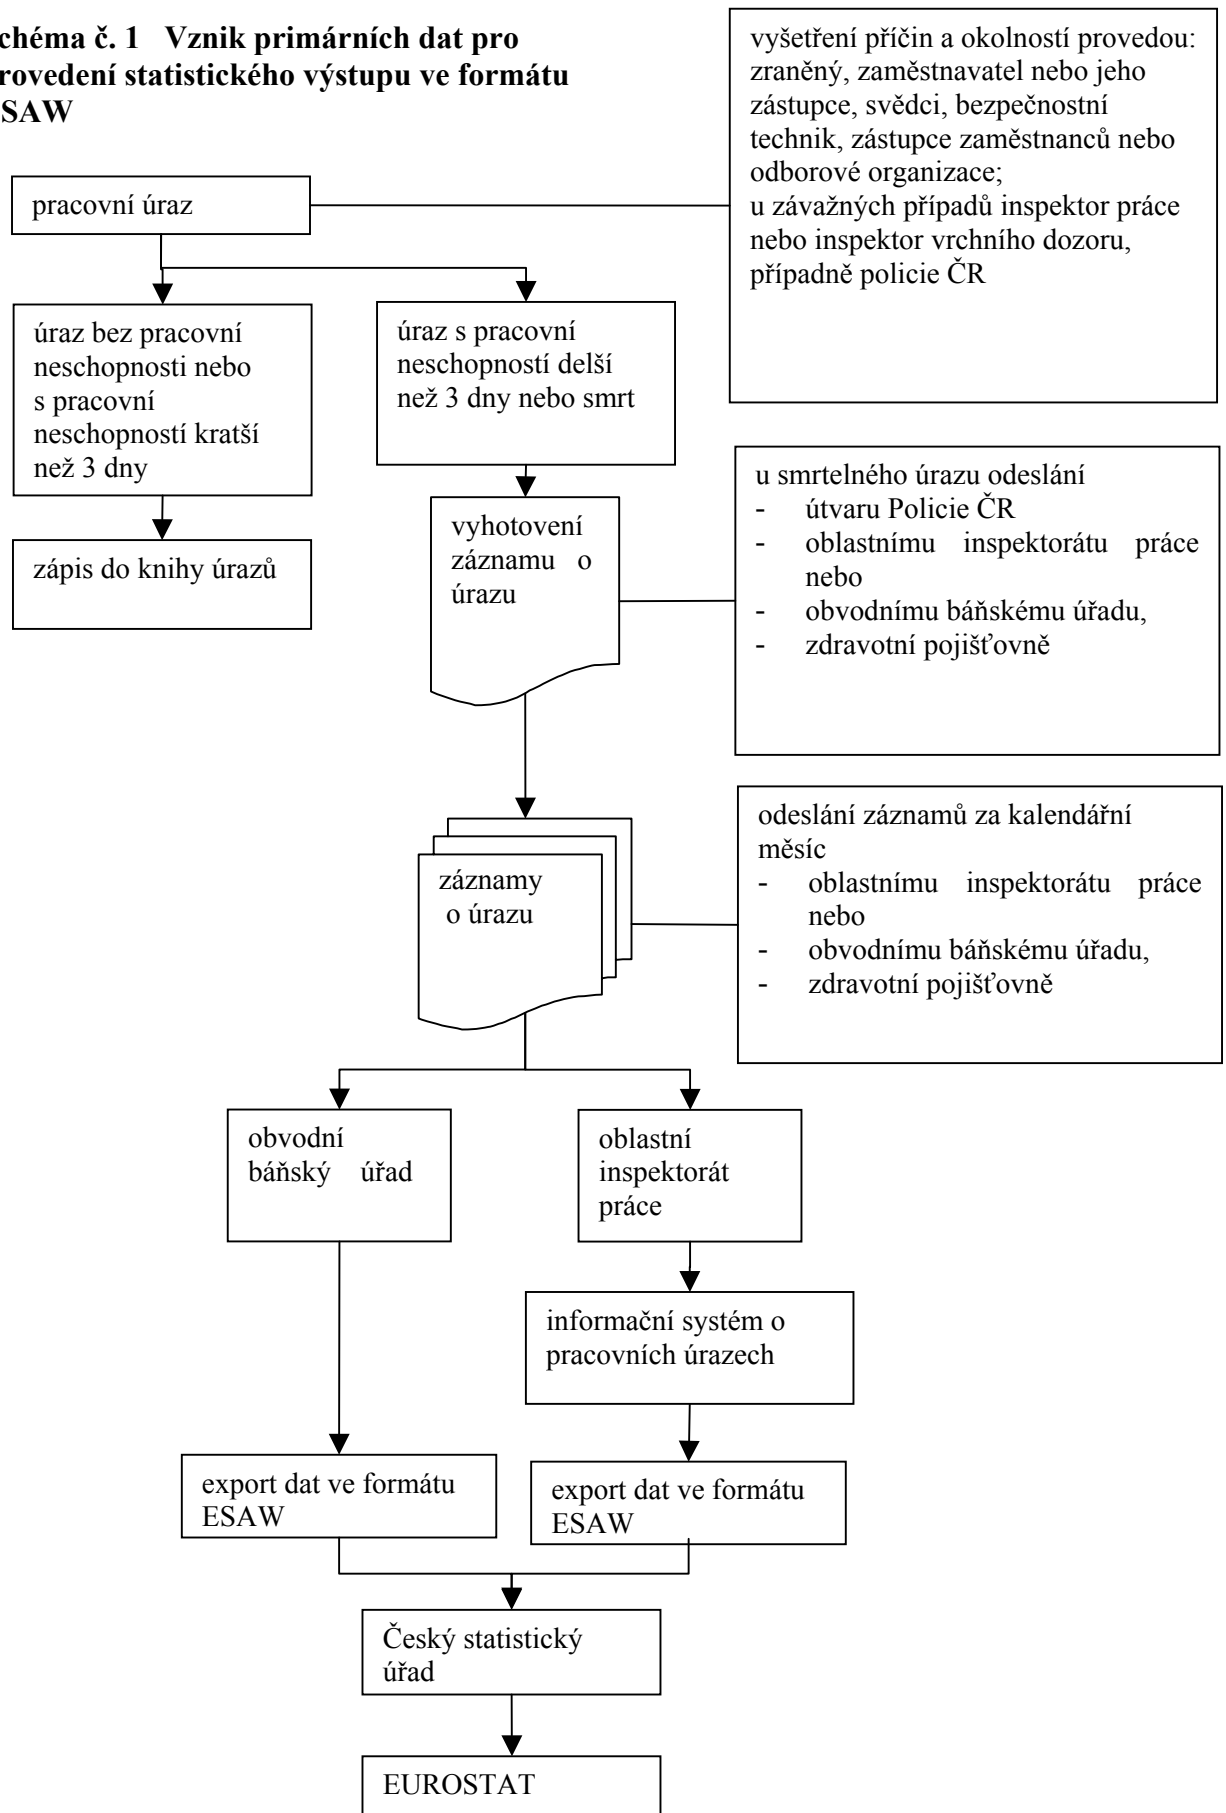 chéma č. 1 Vznik primárních dat pro
rovedení statistického výstupu ve formátu
SAW
vyšetření příčin a okolností provedou:
zraněný, zaměstnavatel nebo jeho
zástupce, svědci, bezpečnostní
technik, zástupce zaměstnanců nebo
odborové organizace;
u závažných případů inspektor práce
nebo inspektor vrchního dozoru,
případně policie ČR
pracovní úraz
úraz bez pracovní
neschopnosti nebo
s pracovní
neschopností kratší
než 3 dny
úraz s pracovní
neschopností delší
než 3 dny nebo smrt
zápis do knihy úrazů
vyhotovení
záznamu o
úrazu
u smrtelného úrazu odeslání
- útvaru Policie ČR
- oblastnímu inspektorátu práce
nebo
- obvodnímu báňskému úřadu,
- zdravotní pojišťovně
záznamy
o úrazu
odeslání záznamů za kalendářní
měsíc
- oblastnímu inspektorátu práce
nebo
- obvodnímu báňskému úřadu,
- zdravotní pojišťovně
obvodní
báňský úřad
oblastní
inspektorát
práce
informační systém o
pracovních úrazech
export dat ve formátu
ESAW
export dat ve formátu
ESAW
Český statistický
úřad
EUROSTAT